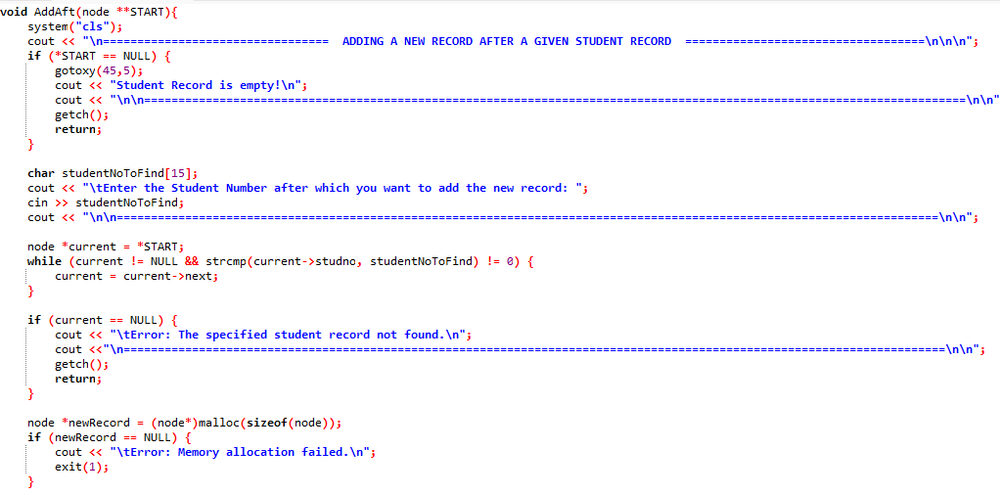 void AddAft(node **START){
    system("cls");
    cout << "\n=================================  ADDING A NEW RECORD AFTER A GIVEN STUDENT RECORD  ===================================\n\n\n";
    if (*START == NULL) {
        gotoxy(45,5);
        cout << "Student Record is empty!\n";
        cout << "\n\n========================================================================================================================\n\n"
        getch();
        return;
    }

    char studentNoToFind[15];
    cout << "\tEnter the Student Number after which you want to add the new record: ";
    cin >> studentNoToFind;
    cout << "\n\n========================================================================================================================\n\n";

    node *current = *START;
    while (current != NULL && strcmp(current->studno, studentNoToFind) != 0) {
        current = current->next;
    }

    if (current == NULL) {
        cout << "\tError: The specified student record not found.\n";
        cout <<"\n========================================================================================================================\n\n";
        getch();
        return;
    }

    node *newRecord = (node*)malloc(sizeof(node));
    if (newRecord == NULL) {
        cout << "\tError: Memory allocation failed.\n";
        exit(1);
    }